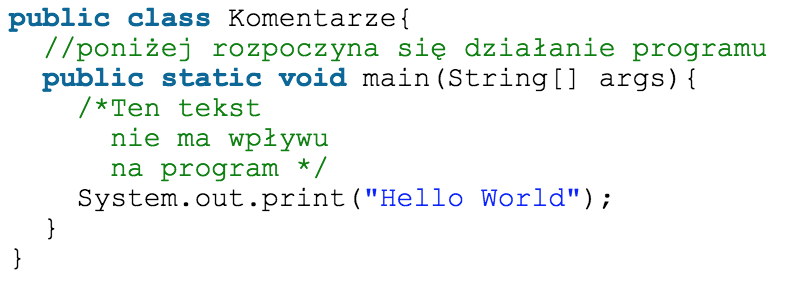 public class Komentarze{
//poniżej rozpoczyna się działanie programu
public static void main(String[] args){
/*Ten tekst
nie ma wpływu
na program */
System.out.print("Hello World");
}
}